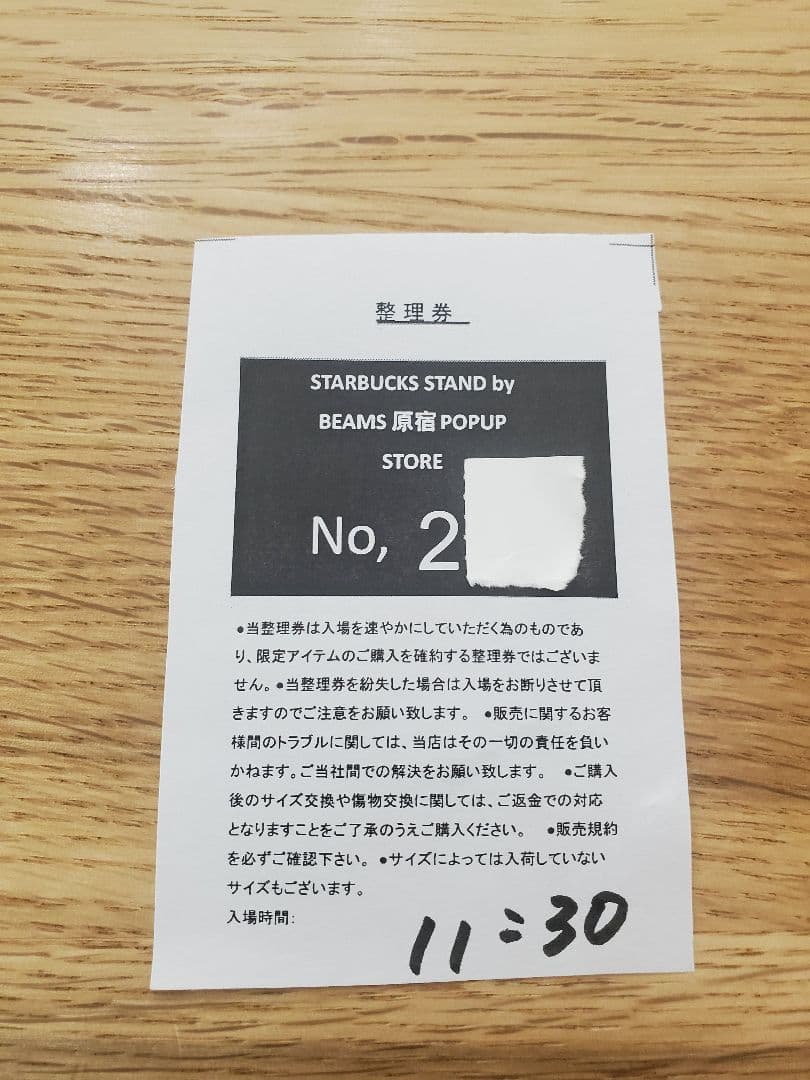 整理券
STARBUCKS STAND by
BEAMS 原宿 POPUP
STORE
No, 2
●当整理券は入場を速やかにしていただく為のものであ
り、限定アイテムのご購入を確約する整理券ではございま
せん。●当整理券を紛失した場合は入場をお断りさせて頂
きますのでご注意をお願い致します。 ●販売に関するお客
様間のトラブルに関しては、当店はその一切の責任を負い
かねます。ご当社間での解決をお願い致します。 ●ご購入
後のサイズ交換や傷物交換に関しては、ご返金での対応
となりますことをご了承のうえご購入ください。 ●販売規約
を必ずご確認下さい。●サイズによっては入荷していない
サイズもございます。
入場時間: 11:30